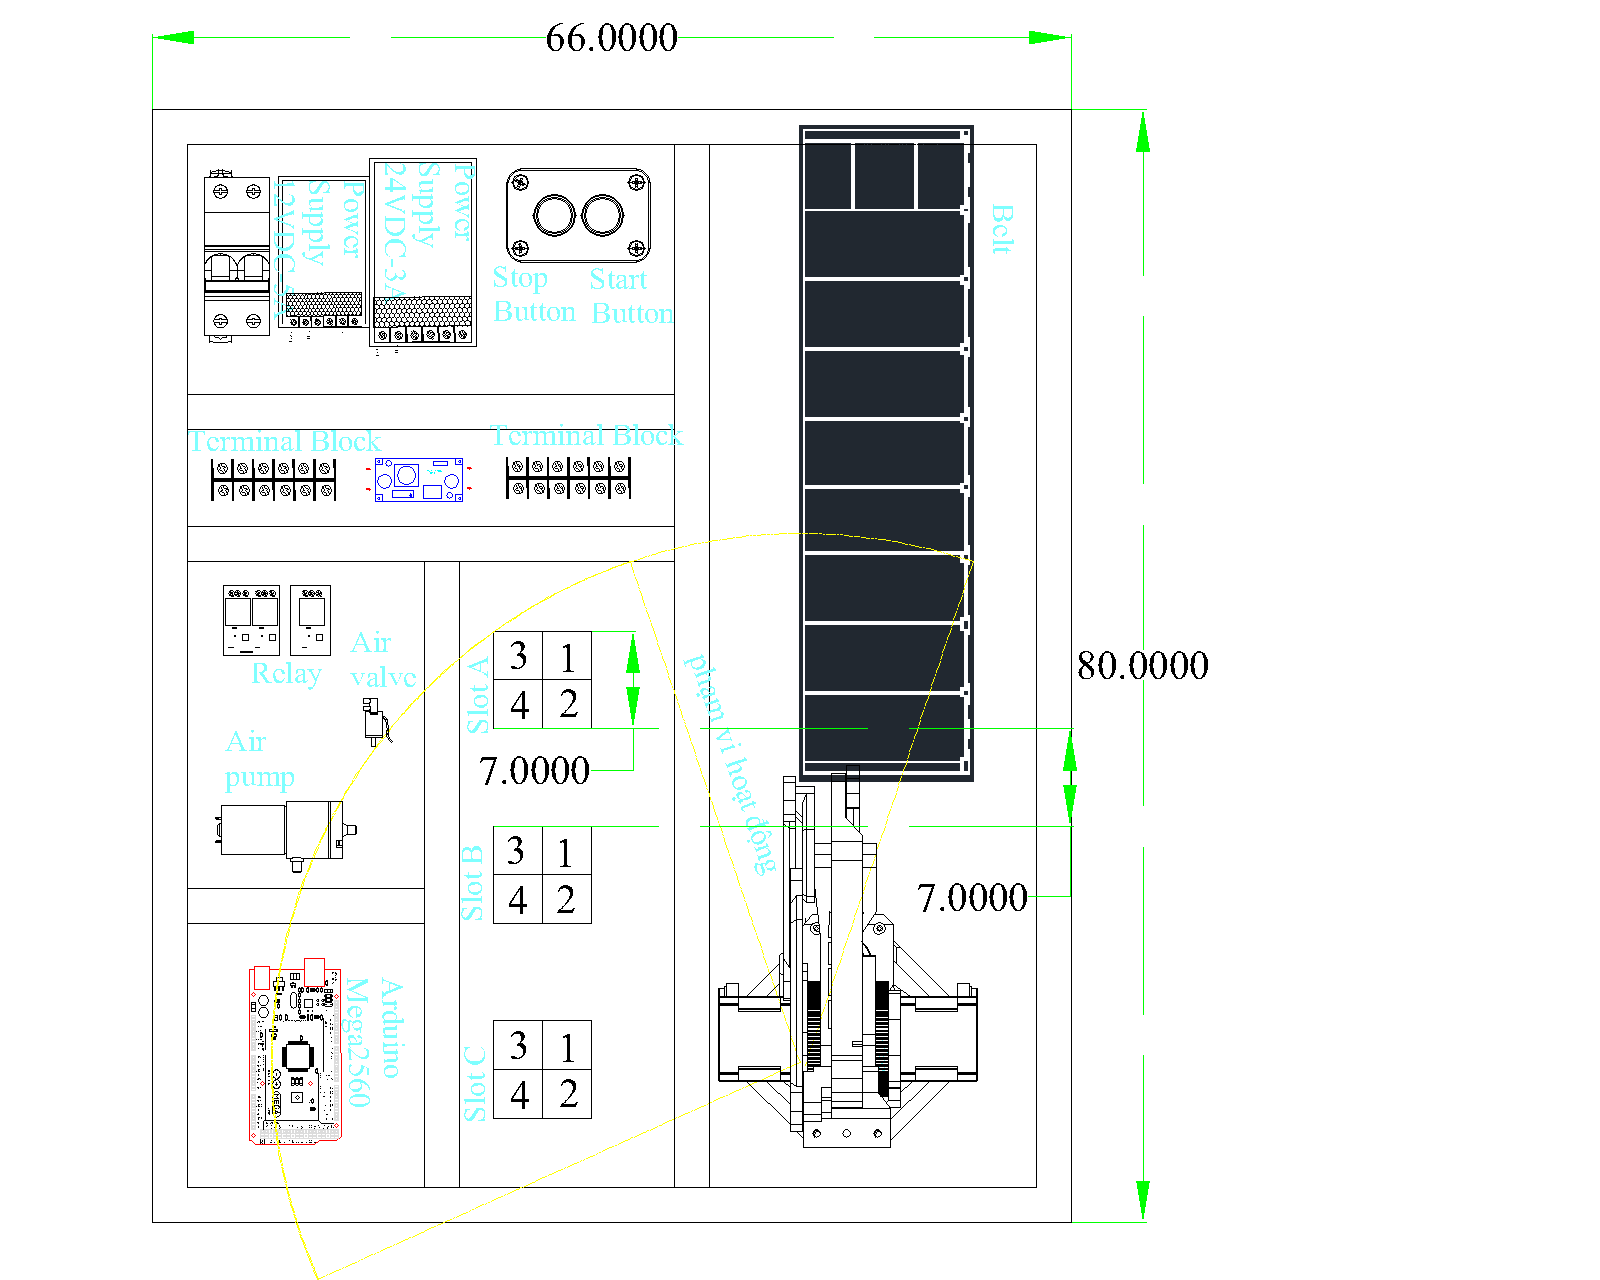 66.0000
Power
Supply
12VDC-5A
Power
Supply
24VDC-3A
Stop
Button
Start
Button
Belt
Terminal Block
Terminal Block
Relay
Air
valve
Air
pump
Slot A
3 1
4 2
7.0000
phạm vi hoạt động
80.0000
Slot B
3 1
4 2
7.0000
Arduino
Mega2560
Slot C
3 1
4 2